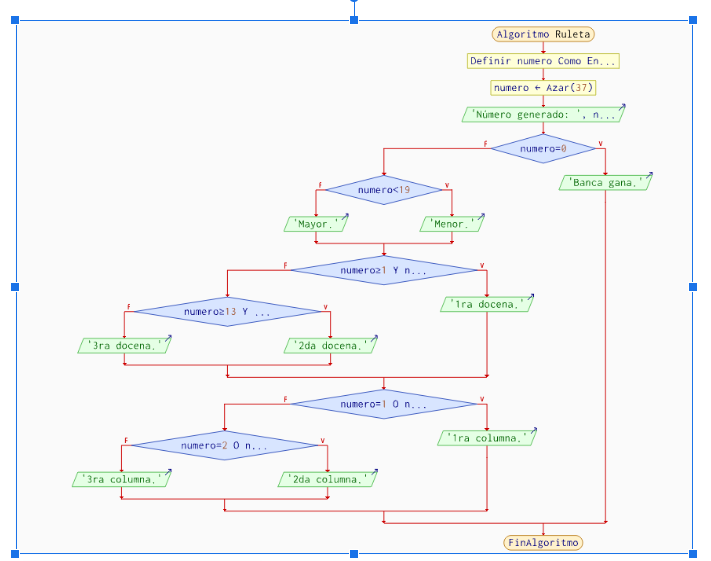 Algoritmo Ruleta
Definir numero Como En...
numero ← Azar(37)
'Número generado: ', n...
F
numero=0
V
'Banca gana.'
F
numero<19
V
'Mayor.'
'Menor.'
F
numero≥1 Y n...
V
'1ra docena.'
F
numero≥13 Y ...
V
'3ra docena.'
'2da docena.'
F
numero=1 O n...
V
'1ra columna.'
F
numero=2 O n...
V
'3ra columna.'
'2da columna.'
FinAlgoritmo